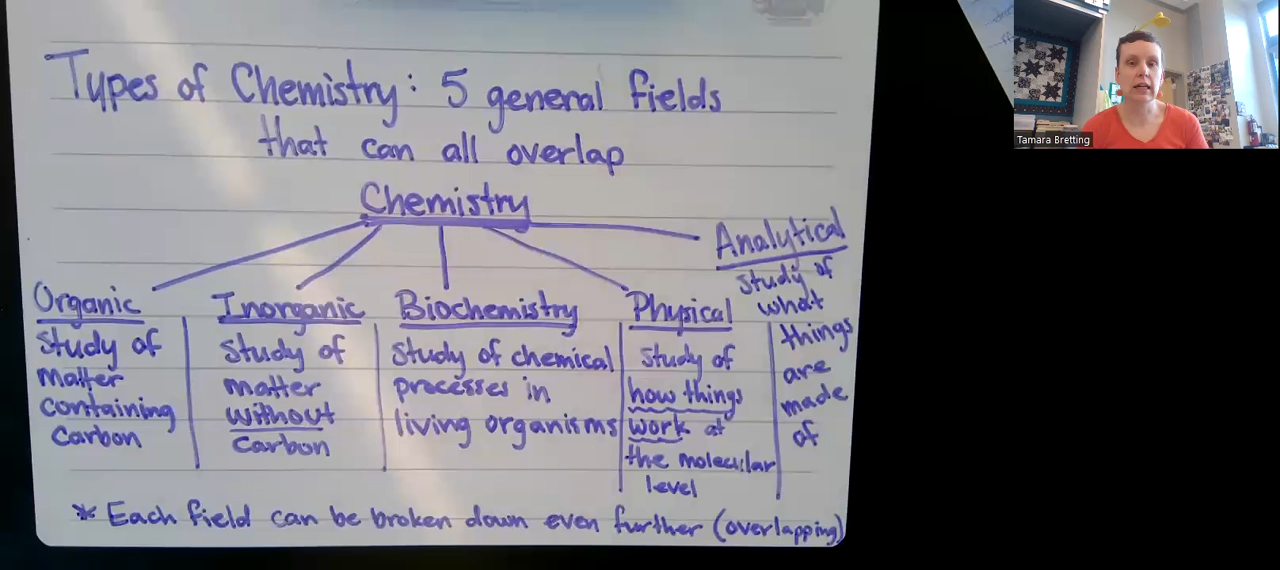 Types of Chemistry: 5 general fields
that can all overlap
Chemistry
Organic
study of
matter
containing
carbon
Inorganic
study of
matter
without
carbon
Biochemistry
study of chemical
processes in
living organisms
Physical
study of
how things
work at
the molecular
level
Analytical
study of
what
things
are
made
of
* Each field can be broken down even further (overlapping)
Tamara Bretting